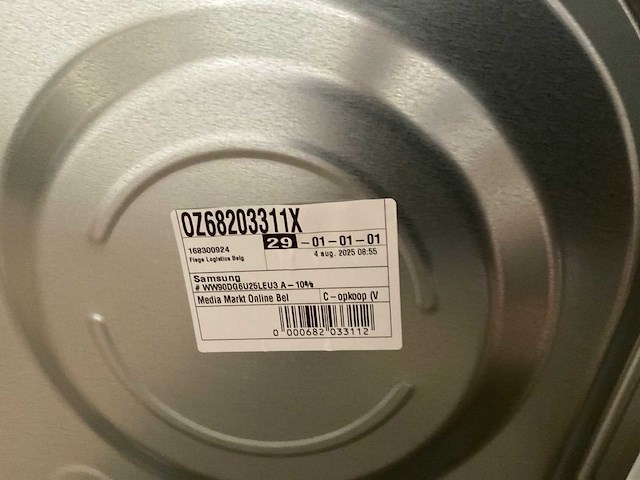 OZ68203311X
168300924
29 -01-01-01
Fiege Logistics Belg
4 aug. 2025 08:55
Samsung
# WW90DG6U25LEU3 A - 10%
Media Markt Online Bel
C - opkoop (V
0 000682 033112